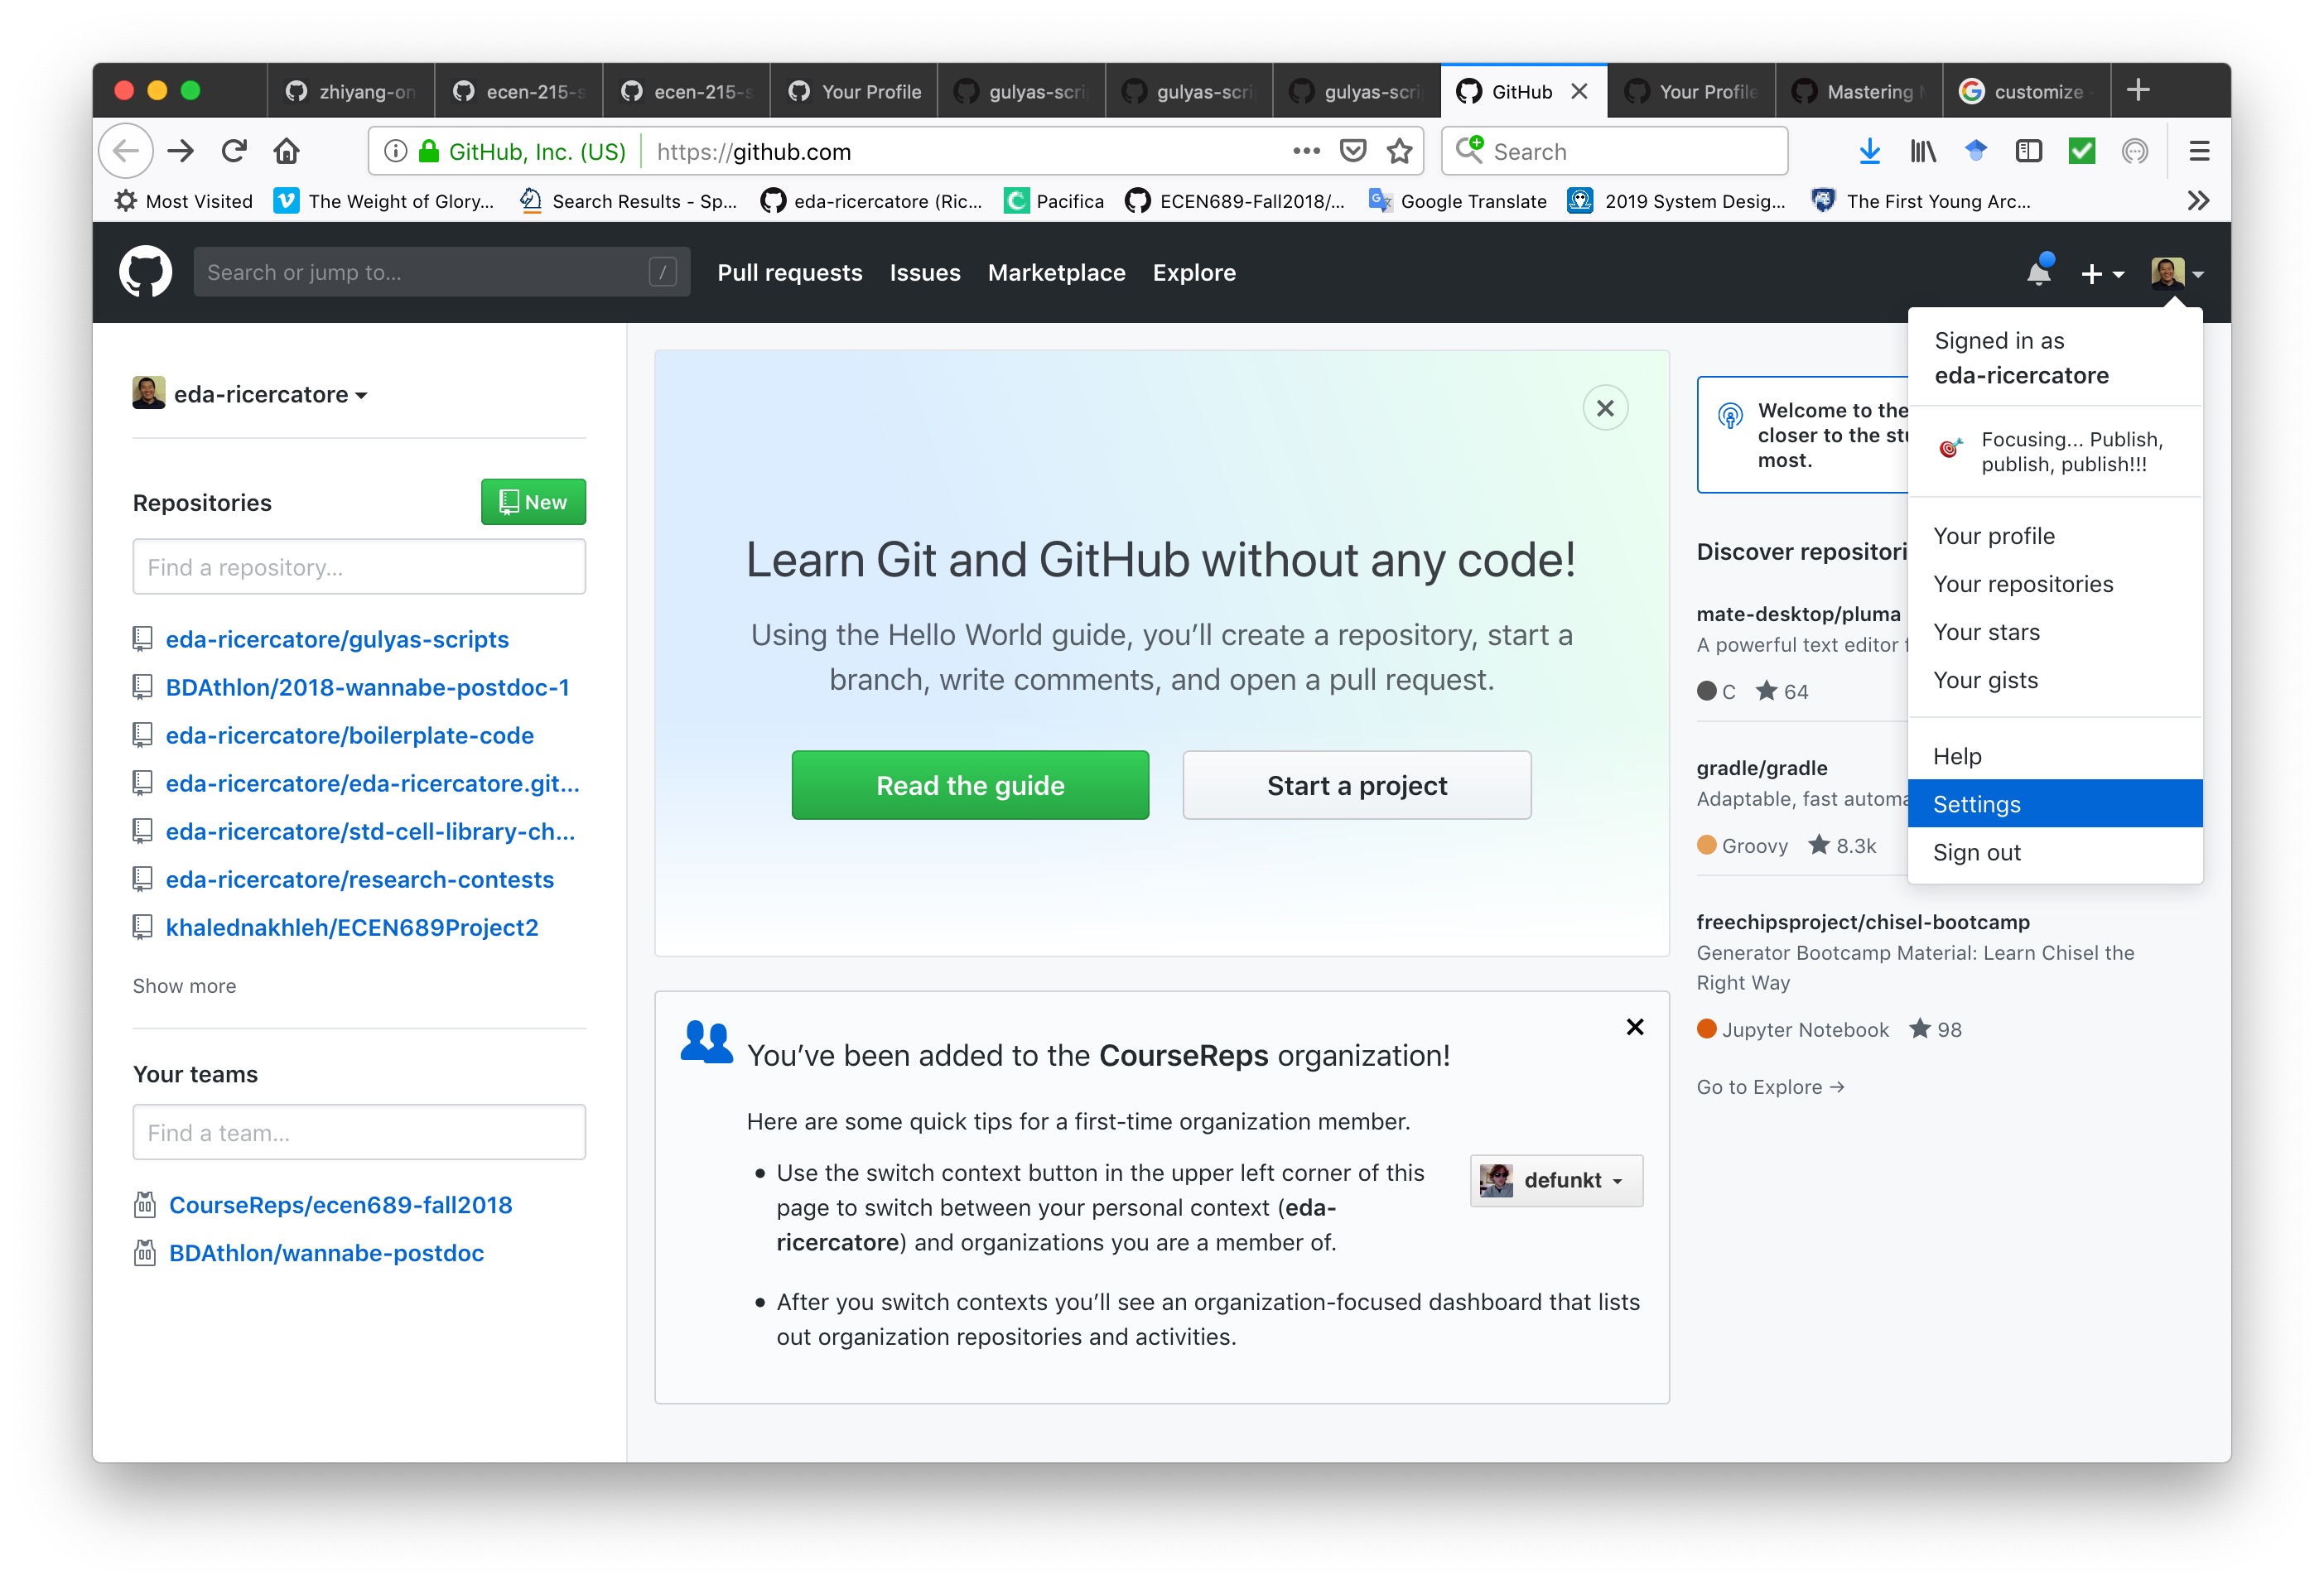 zhiyang-on
ecen-215-s
ecen-215-s
Your Profile
gulyas-scri
gulyas-scri
gulyas-scri
GitHub
Your Profile
Mastering
customize -
GitHub, Inc. (US)
https://github.com
Search
Most Visited
The Weight of Glory...
Search Results - Sp...
eda-ricercatore (Ric...
Pacifica
ECEN689-Fall2018/...
Google Translate
2019 System Desig...
The First Young Arc...
Search or jump to...
/
Pull requests
Issues
Marketplace
Explore
Signed in as
eda-ricercatore
Focusing... Publish,
publish, publish!!!
Your profile
Your repositories
Your stars
Your gists
Help
Settings
Sign out
eda-ricercatore
Repositories
New
Find a repository...
eda-ricercatore/gulyas-scripts
BDAthlon/2018-wannabe-postdoc-1
eda-ricercatore/boilerplate-code
eda-ricercatore/eda-ricercatore.git...
eda-ricercatore/std-cell-library-ch...
eda-ricercatore/research-contests
khalednakhleh/ECEN689Project2
Show more
Your teams
Find a team...
CourseReps/ecen689-fall2018
BDAthlon/wannabe-postdoc
Learn Git and GitHub without any code!
Using the Hello World guide, you’ll create a repository, start a
branch, write comments, and open a pull request.
Read the guide
Start a project
You’ve been added to the CourseReps organization!
Here are some quick tips for a first-time organization member.
• Use the switch context button in the upper left corner of this
page to switch between your personal context (eda-
ricercatore) and organizations you are a member of.
defunkt
• After you switch contexts you’ll see an organization-focused dashboard that lists
out organization repositories and activities.
Welcome to the
closer to the stu
most.
Discover repositori
mate-desktop/pluma
A powerful text editor f
C 64
gradle/gradle
Adaptable, fast automa
Groovy 8.3k
freechipsproject/chisel-bootcamp
Generator Bootcamp Material: Learn Chisel the
Right Way
Jupyter Notebook 98
Go to Explore →